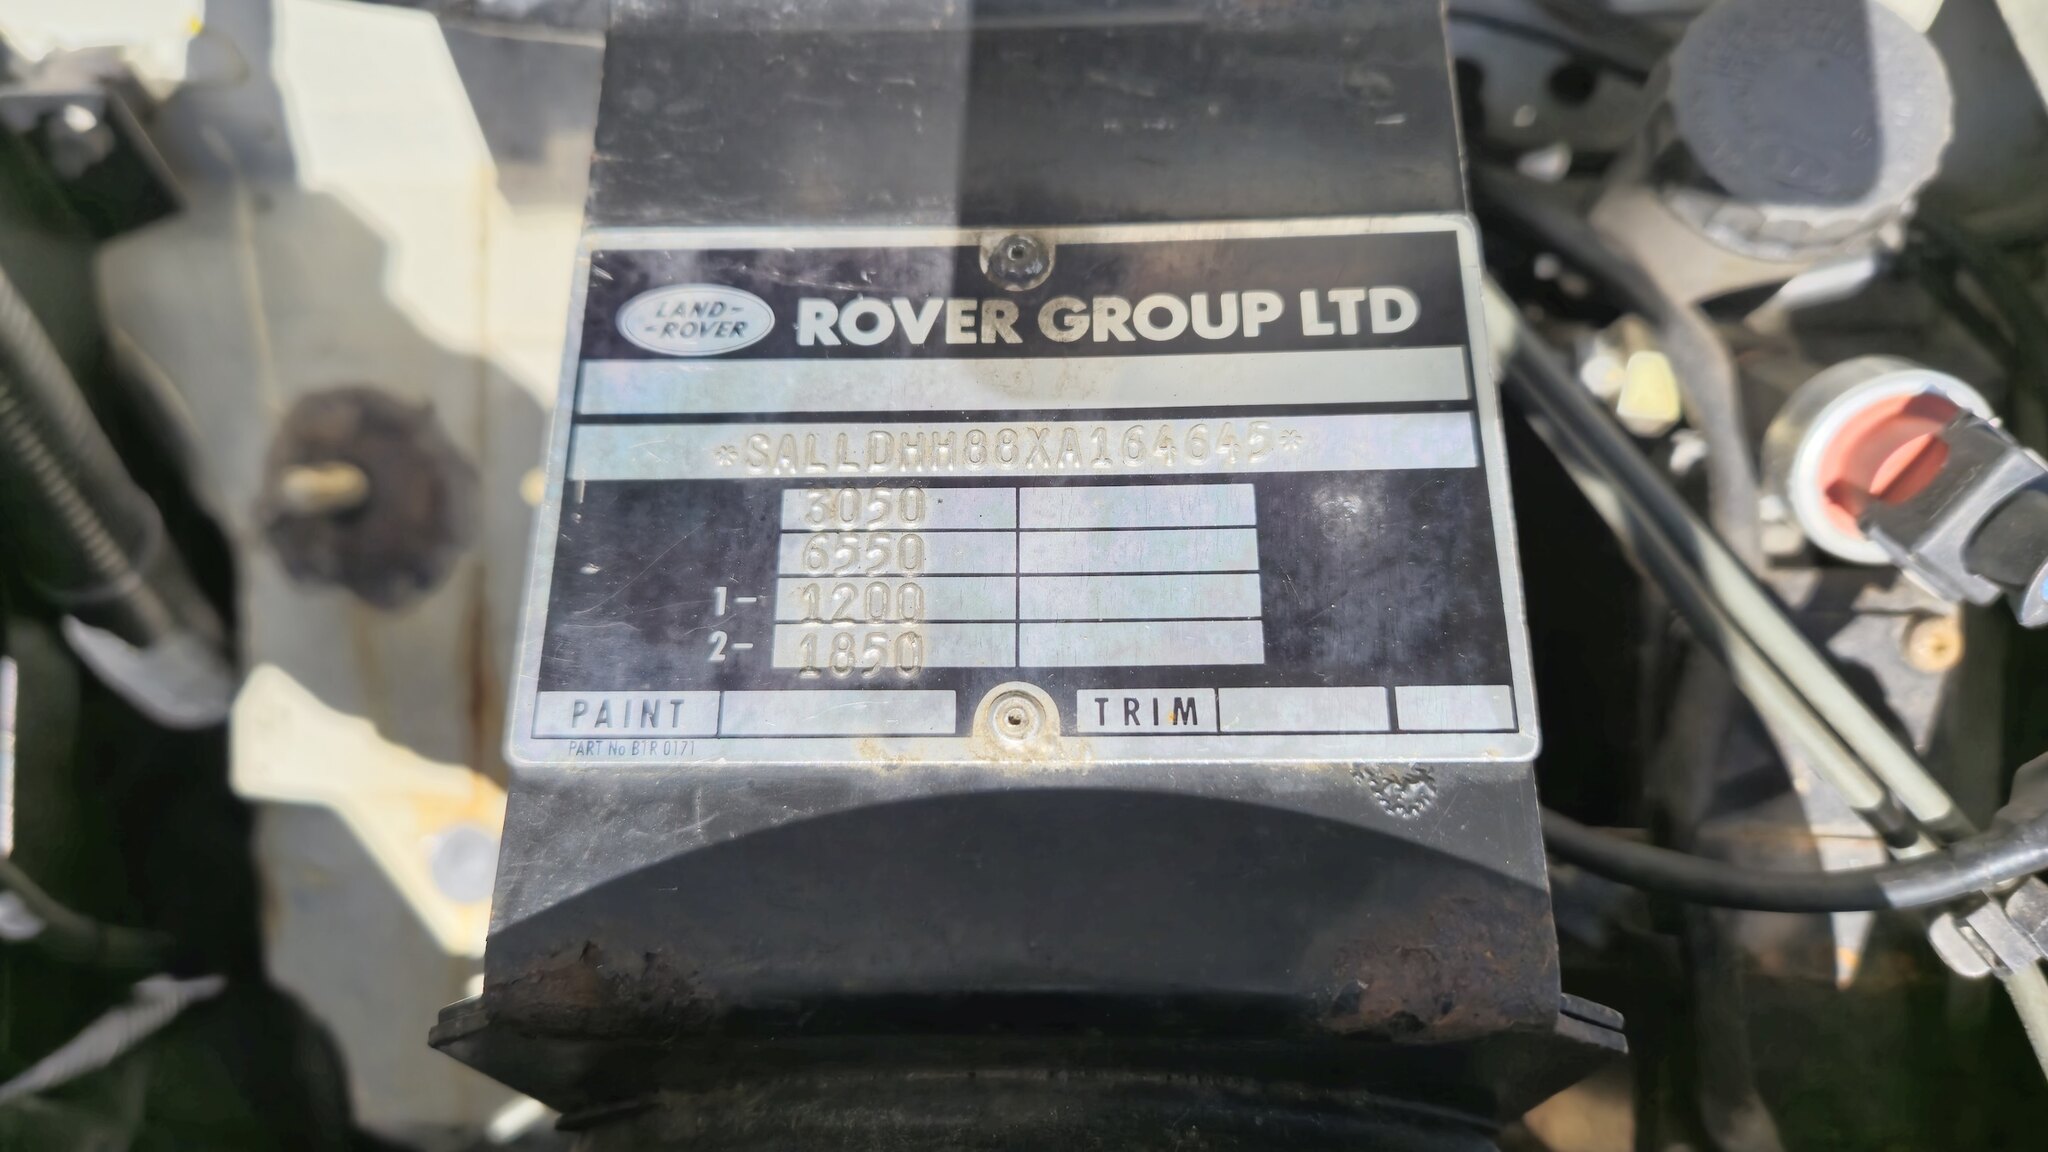 LAND-
-ROVER
ROVER GROUP LTD
*SALLDHH88XA164645*
3050
6550
1- 1200
2- 1850
PAINT
TRIM
PART No BTR 0171